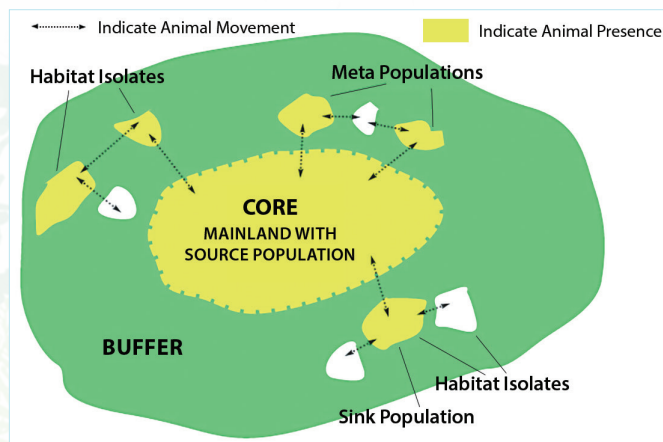 Indicate Animal Movement
Indicate Animal Presence
Habitat Isolates
Meta Populations
CORE
MAINLAND WITH
SOURCE POPULATION
BUFFER
Habitat Isolates
Sink Population